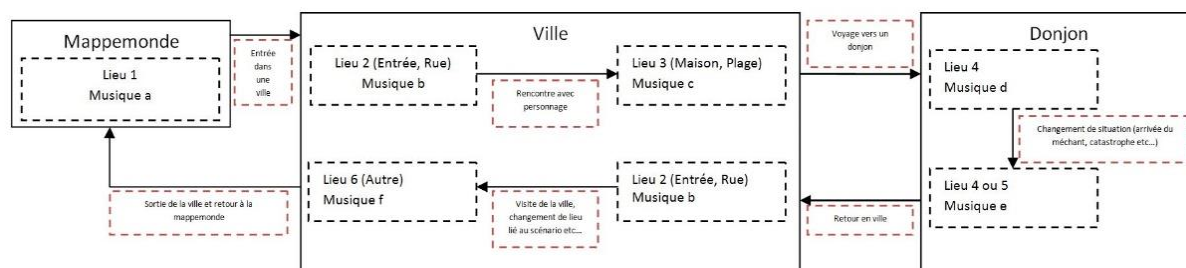 Mappemonde
Lieu 1
Musique a
Entrée
dans
une
ville
Ville
Lieu 2 (Entrée, Rue)
Musique b
Rencontre avec
personnage
Lieu 3 (Maison, Plage)
Musique c
Voyage vers un
donjon
Donjon
Lieu 4
Musique d
Changement de situation (arrivée du
méchant, catastrophe etc...)
Lieu 4 ou 5
Musique e
Retour en ville
Lieu 2 (Entrée, Rue)
Musique b
Visite de la ville,
changement de lieu
lié au scénario etc...
Lieu 6 (Autre)
Musique f
Sortie de la ville et retour à la
mappemonde